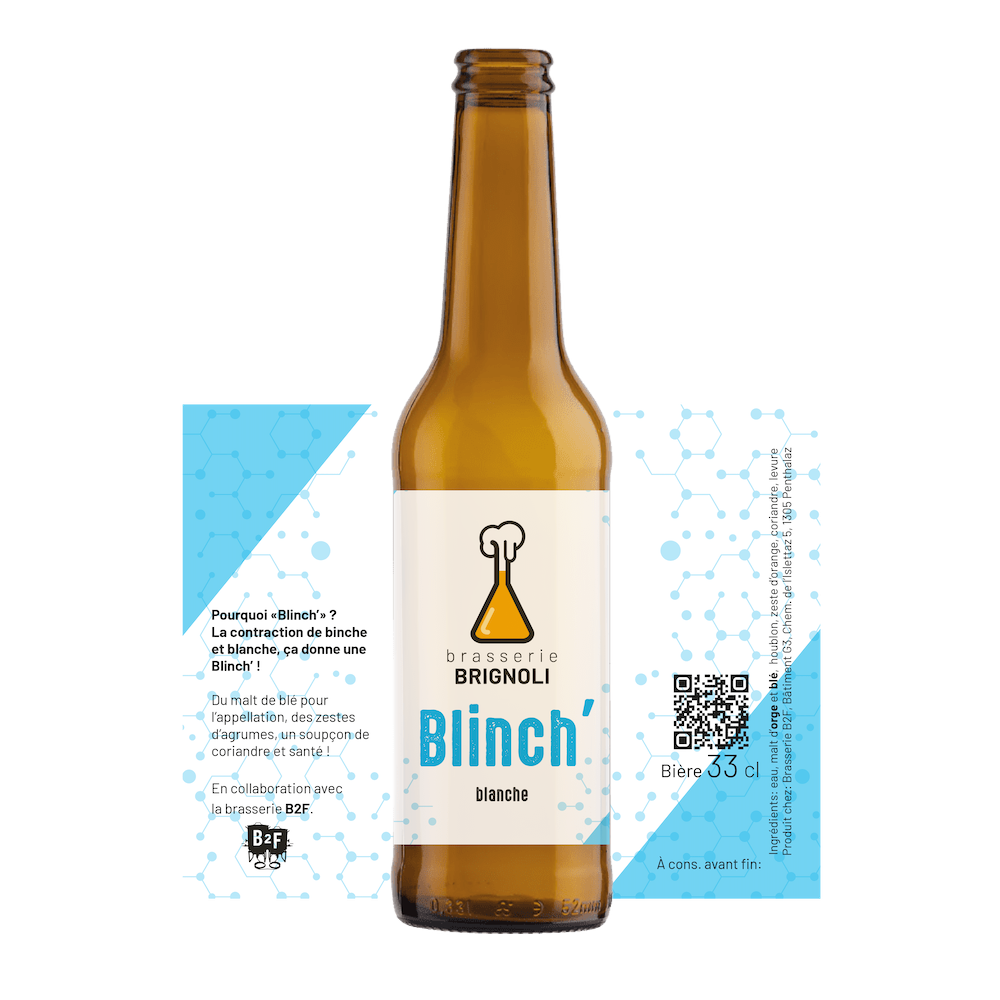 Pourquoi «Blinch'» ?
La contraction de binche
et blanche, ça donne une
Blinch' !
Du malt de blé pour
l'appellation, des zestes
d'agrumes, un soupçon de
coriandre et santé !
En collaboration avec
la brasserie B2F.
B2F
brasserie
BRIGNOLI
Blinch'
blanche
0,33L
Bière 33 cl
À cons. avant fin:
Ingrédients: eau, malt d'orge et blé, houblon, zeste d'orange, coriandre, levure
Produit chez: Brasserie B2F, Bâtiment G3, Chem. de l'Islettaz 5, 1305 Penthalaz